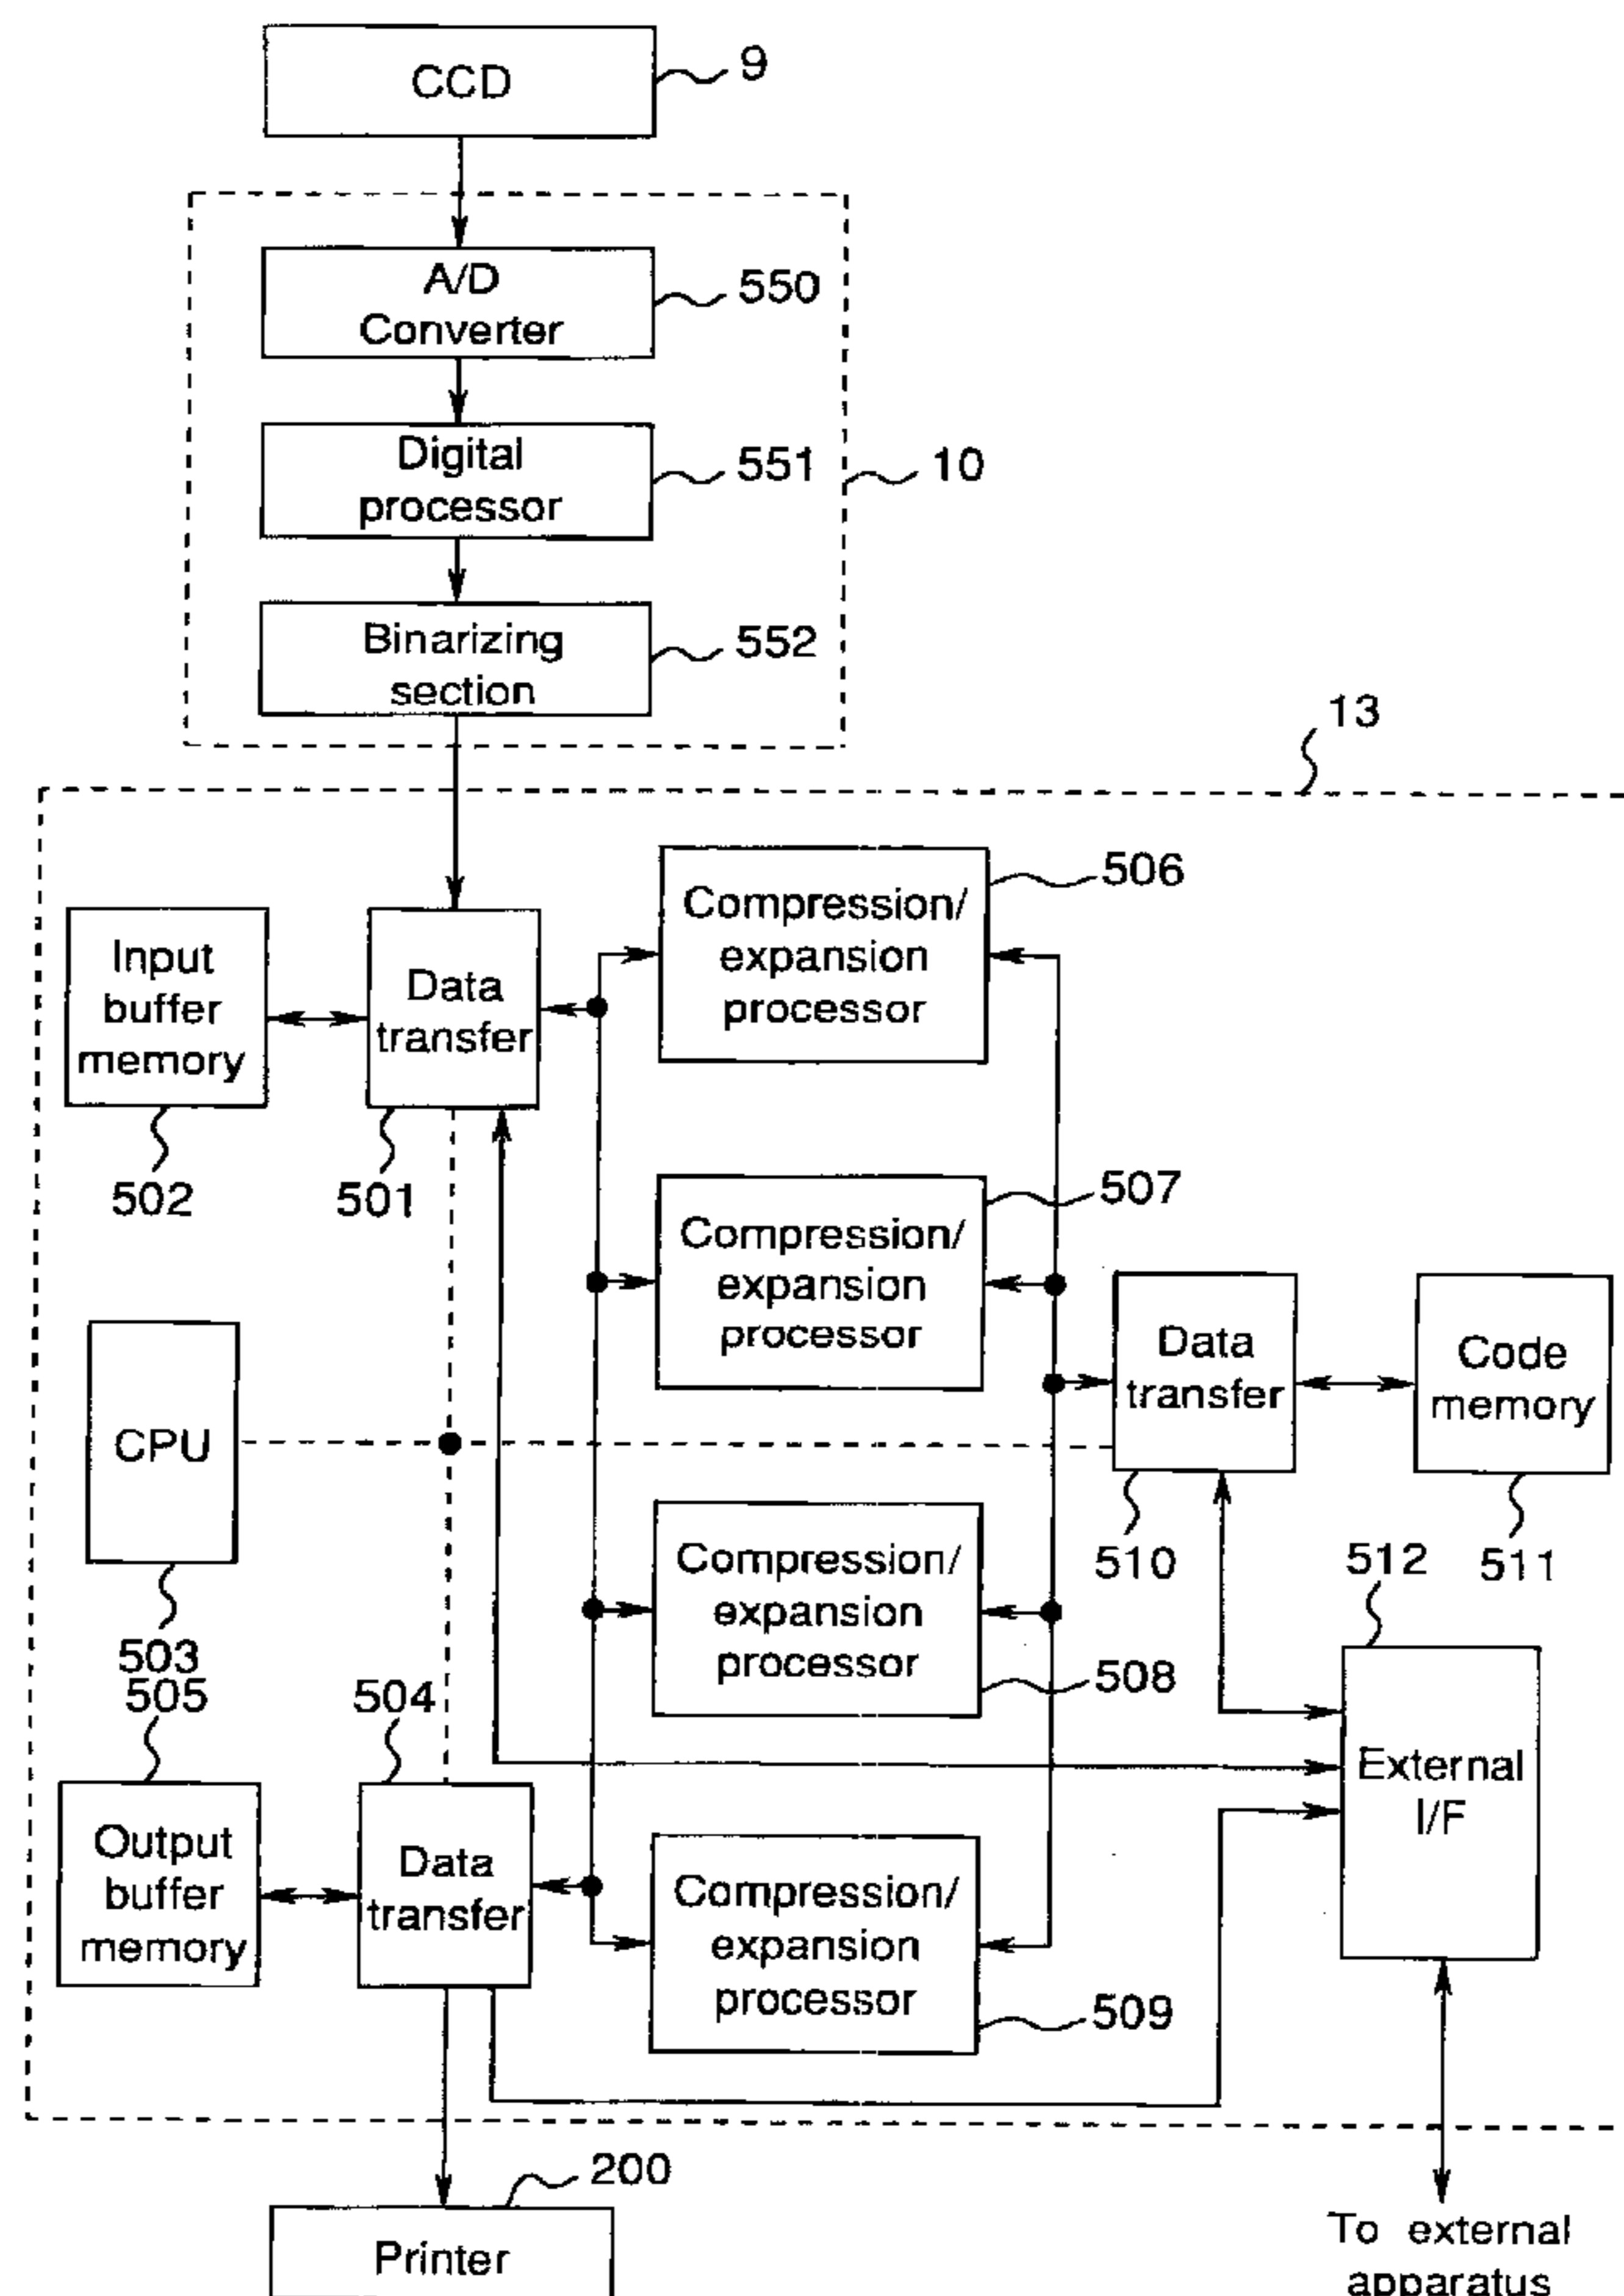 CCD
9
A/D
Converter
550
Digital
processor
551
10
Binarizing
section
552
13
Compression/
expansion
processor
506
Input
buffer
memory
502
Data
transfer
501
Compression/
expansion
processor
507
Data
transfer
510
Code
memory
511
CPU
503
Compression/
expansion
processor
508
512
External
I/F
505
Output
buffer
memory
504
Data
transfer
Compression/
expansion
processor
509
200
Printer
To external
apparatus